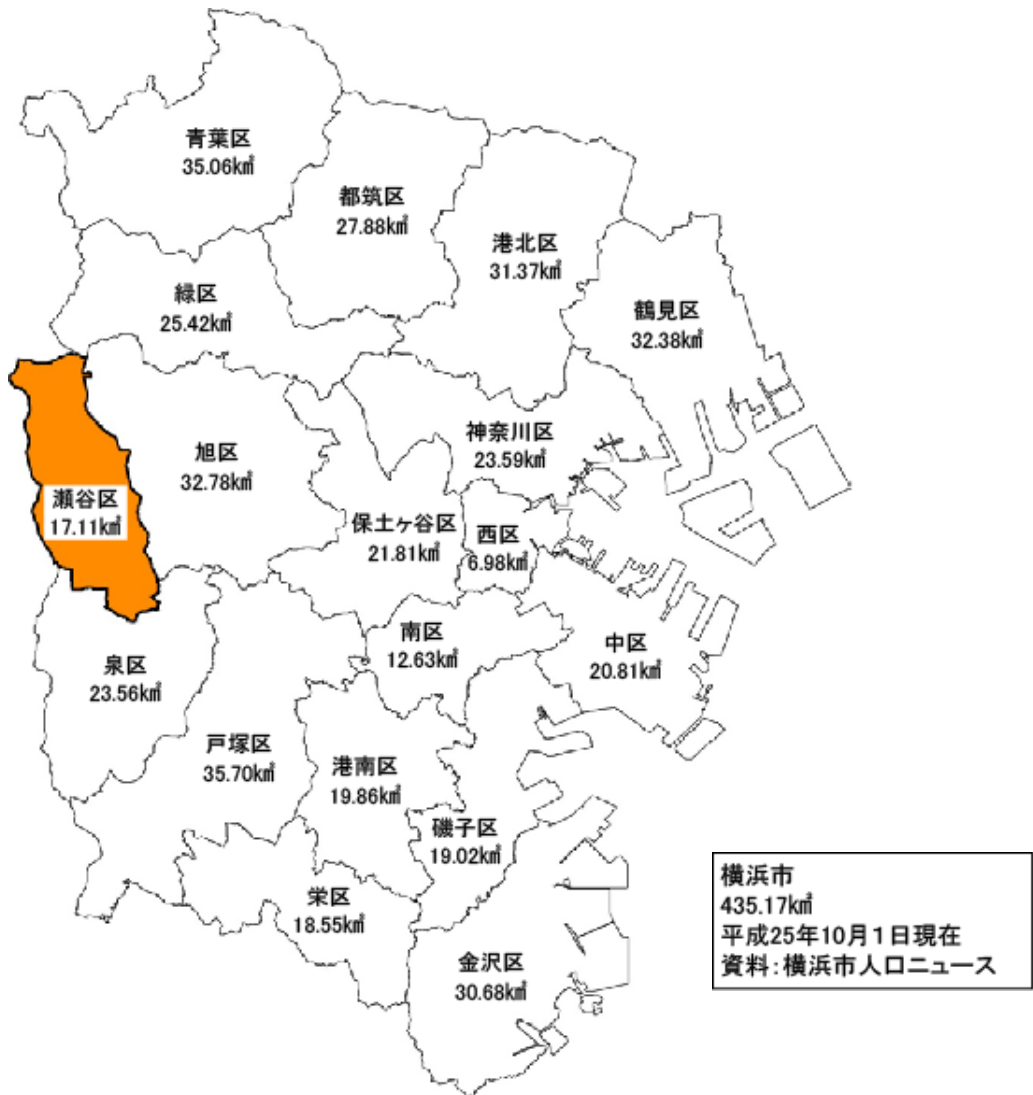 青葉区
35.06k㎡
都筑区
27.88k㎡
港北区
31.37k㎡
鶴見区
32.38k㎡
緑区
25.42k㎡
神奈川区
23.59k㎡
旭区
32.78k㎡
瀬谷区
17.11k㎡
保土ヶ谷区
21.81k㎡
西区
6.98k㎡
南区
12.63k㎡
中区
20.81k㎡
泉区
23.56k㎡
戸塚区
35.70k㎡
港南区
19.86k㎡
磯子区
19.02k㎡
栄区
18.55k㎡
金沢区
30.68k㎡
横浜市
435.17k㎡
平成25年10月1日現在
資料：横浜市人口ニュース